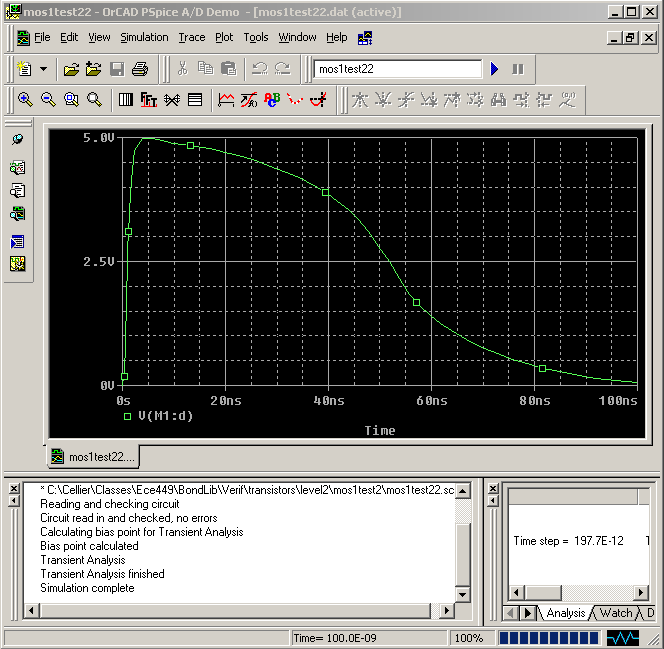 mos1test22 - OrCAD PSpice A/D Demo - [mos1test22.dat (active)]
File Edit View Simulation Trace Plot Tools Window Help
mos1test22
FFT
ABC
5.0V
2.5V
0V
0s 20ns 40ns 60ns 80ns 100ns
V(M1:d)
Time
mos1test22....
* C:\Cellier\Classes\Ece449\BondLib\Verif\transistors\level2\mos1test2\mos1test22.sc
Reading and checking circuit
Circuit read in and checked, no errors
Calculating bias point for Transient Analysis
Bias point calculated
Transient Analysis
Transient Analysis finished
Simulation complete
Time step = 197.7E-12
Analysis Watch D
Time= 100.0E-09 100%